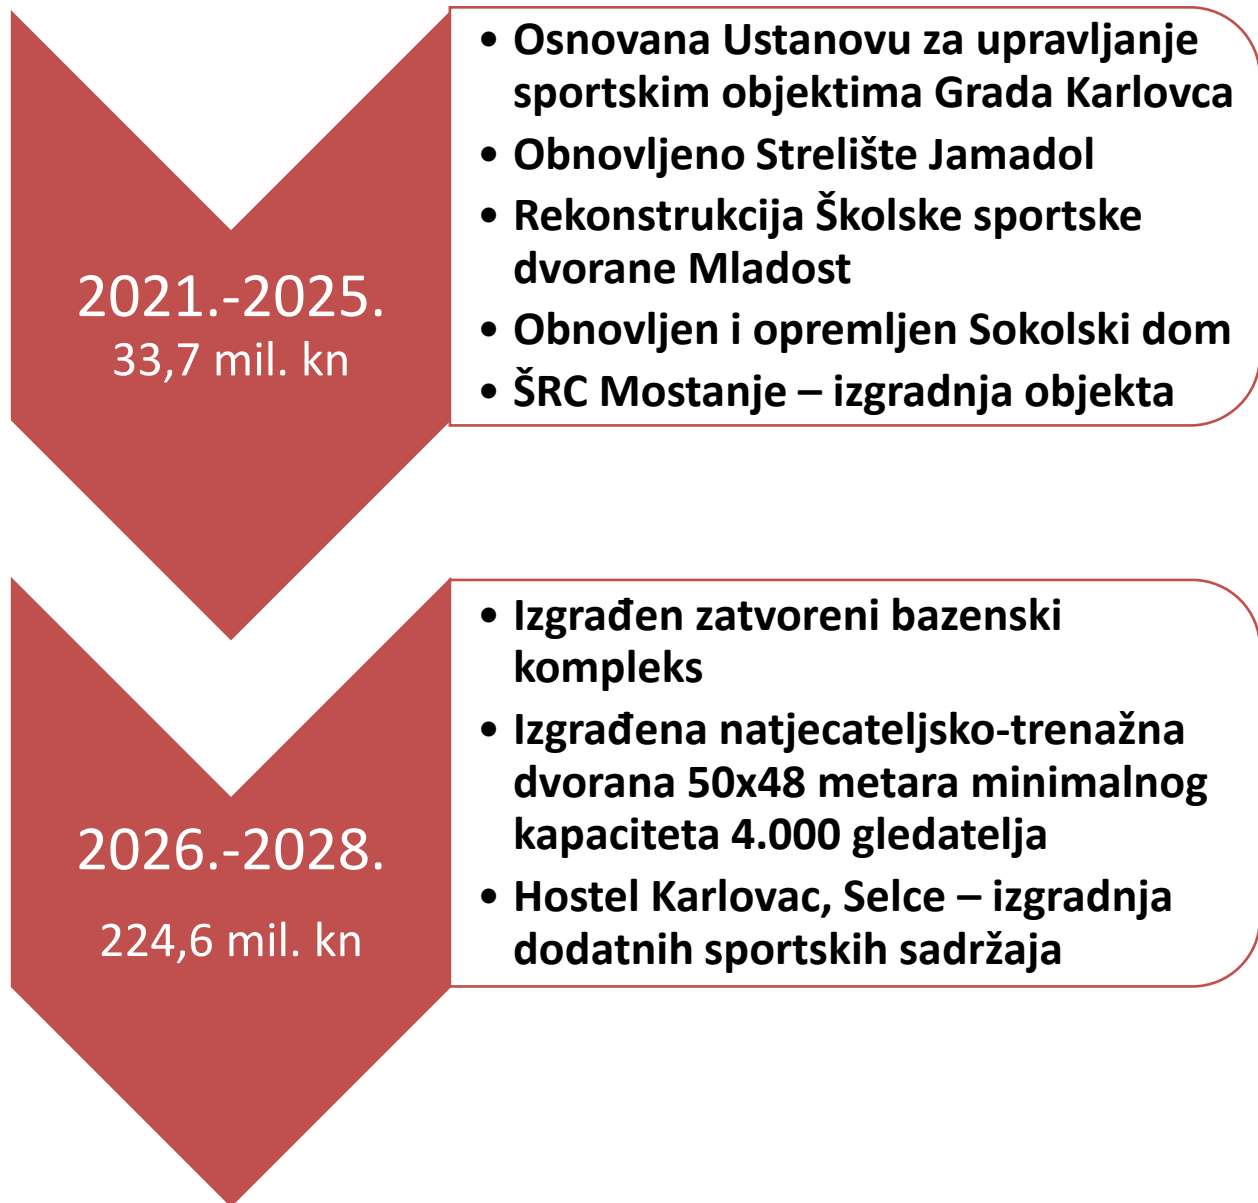 2021.-2025.
33,7 mil. kn
• Osnovana Ustanovu za upravljanje
sportskim objektima Grada Karlovca
• Obnovljeno Strelište Jamadol
• Rekonstrukcija Školske sportske
dvorane Mladost
• Obnovljen i opremljen Sokolski dom
• ŠRC Mostanje – izgradnja objekta
2026.-2028.
224,6 mil. kn
• Izgrađen zatvoreni bazenski
kompleks
• Izgrađena natjecateljsko-trenažna
dvorana 50x48 metara minimalnog
kapaciteta 4.000 gledatelja
• Hostel Karlovac, Selce – izgradnja
dodatnih sportskih sadržaja